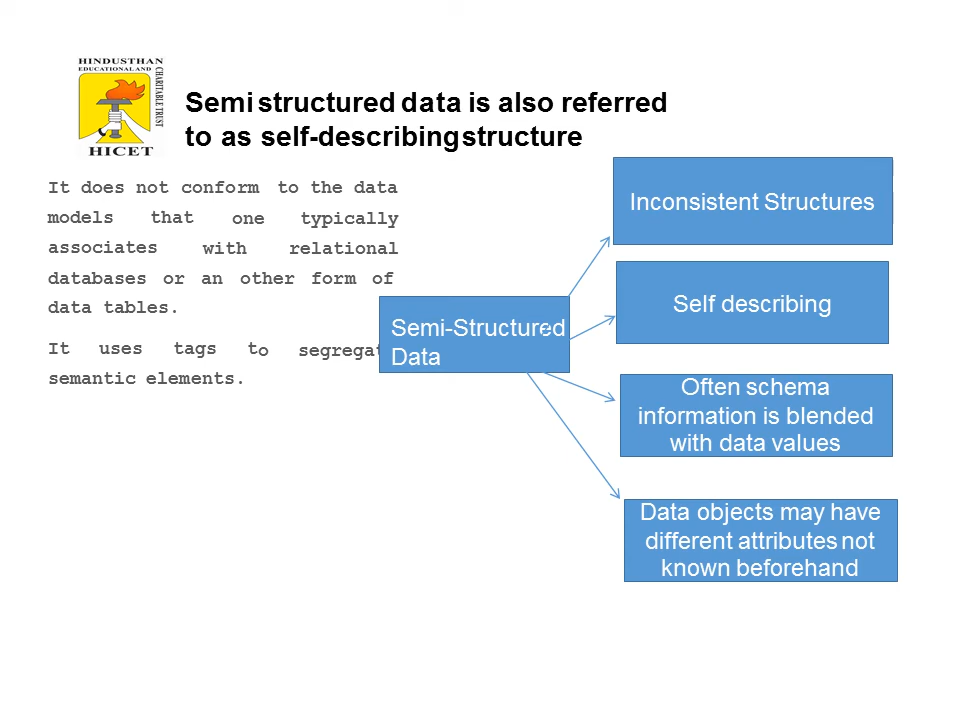 HINDUSTHAN
EDUCATIONAL AND
CHARITABLE TRUST
HICET
Semi structured data is also referred
to as self-describing structure
It does not conform to the data
models that one typically
associates with relational
databases or an other form of
data tables.
It uses tags to segregat
semantic elements.
Semi-Structured
Data
Inconsistent Structures
Self describing
Often schema
information is blended
with data values
Data objects may have
different attributes not
known beforehand